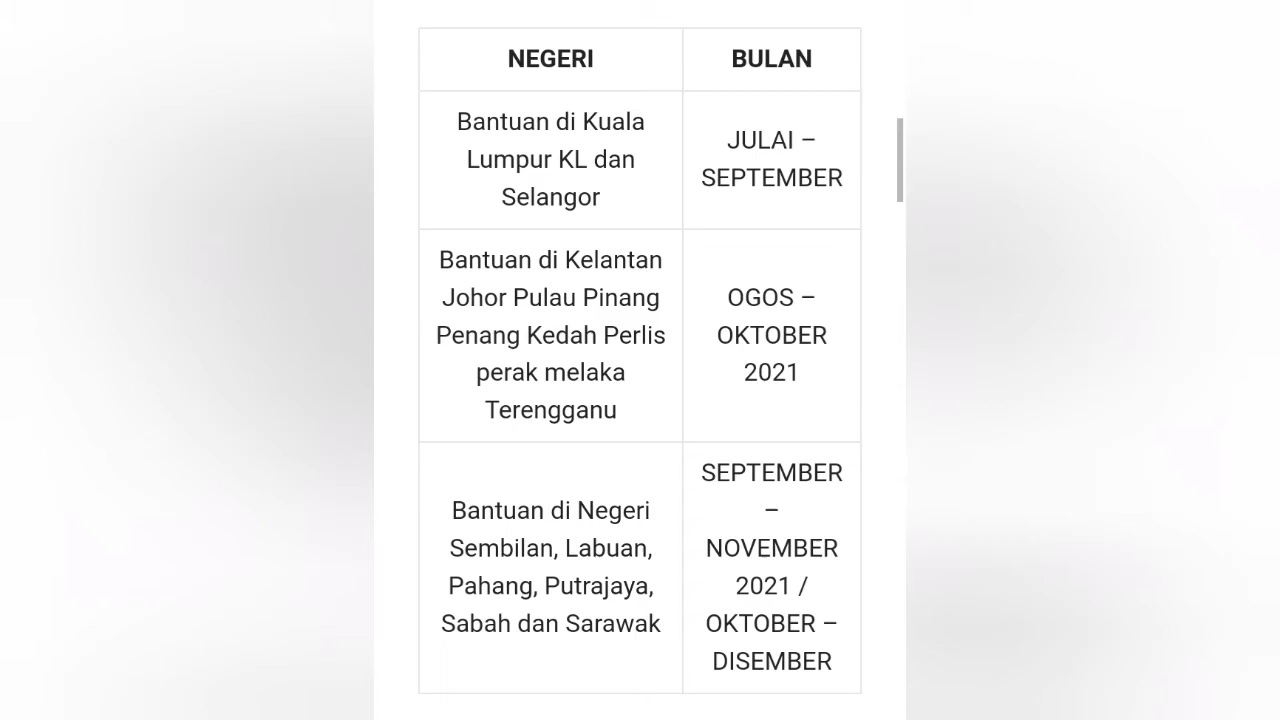 NEGERI
BULAN
Bantuan di Kuala
Lumpur KL dan
Selangor
JULAI –
SEPTEMBER
Bantuan di Kelantan
Johor Pulau Pinang
Penang Kedah Perlis
perak melaka
Terengganu
OGOS –
OKTOBER
2021
Bantuan di Negeri
Sembilan, Labuan,
Pahang, Putrajaya,
Sabah dan Sarawak
SEPTEMBER
–
NOVEMBER
2021 /
OKTOBER –
DISEMBER